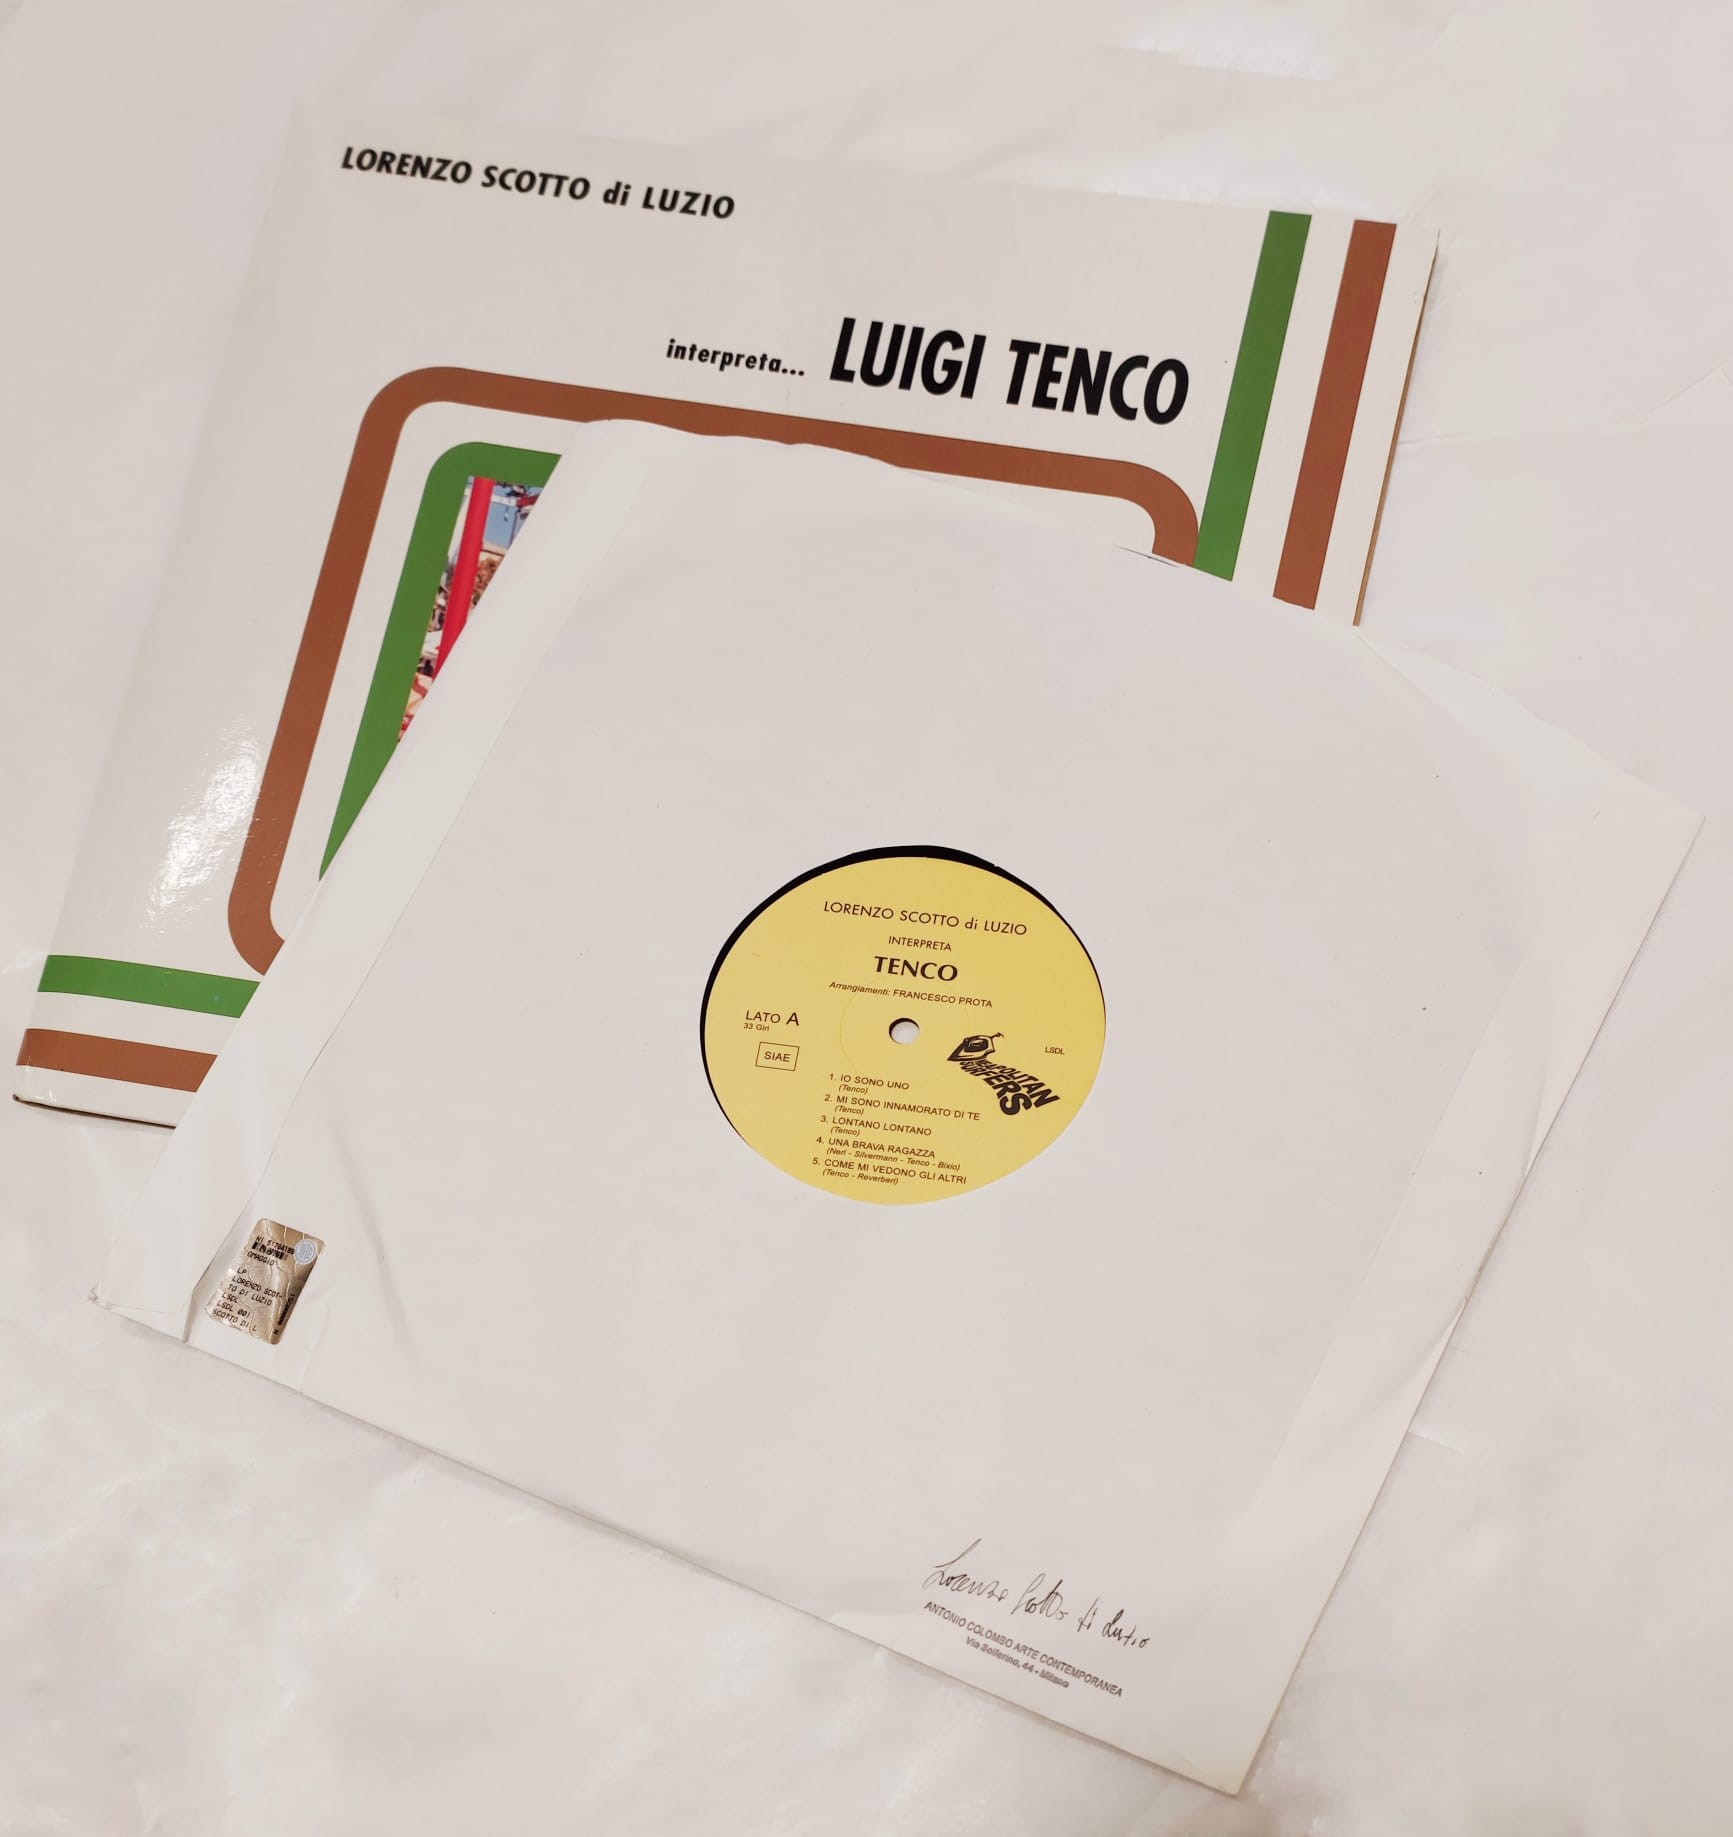 LORENZO SCOTTO di LUZIO
interpreta... LUIGI TENCO
LORENZO SCOTTO di LUZIO
INTERPRETA
TENCO
Arrangiamenti: FRANCESCO PROTA
LATO A
33 Giri
SIAE
LSDL
NEAPOLITAN
SURFERS
1. IO SONO UNO
(Tenco)
2. MI SONO INNAMORATO DI TE
(Tenco)
3. LONTANO LONTANO
(Tenco)
4. UNA BRAVA RAGAZZA
(Neri - Silvermann - Tenco - Bixio)
5. COME MI VEDONO GLI ALTRI
(Tenco - Reverberi)
OMAGGIO
LP
LORENZO SCOT-
TO DI LUZIO
LSDL
LSDL 001
SCOTTO DI L
Lorenzo Scotto di Luzio
ANTONIO COLOMBO ARTE CONTEMPORANEA
Via Solferino, 44 - Milano